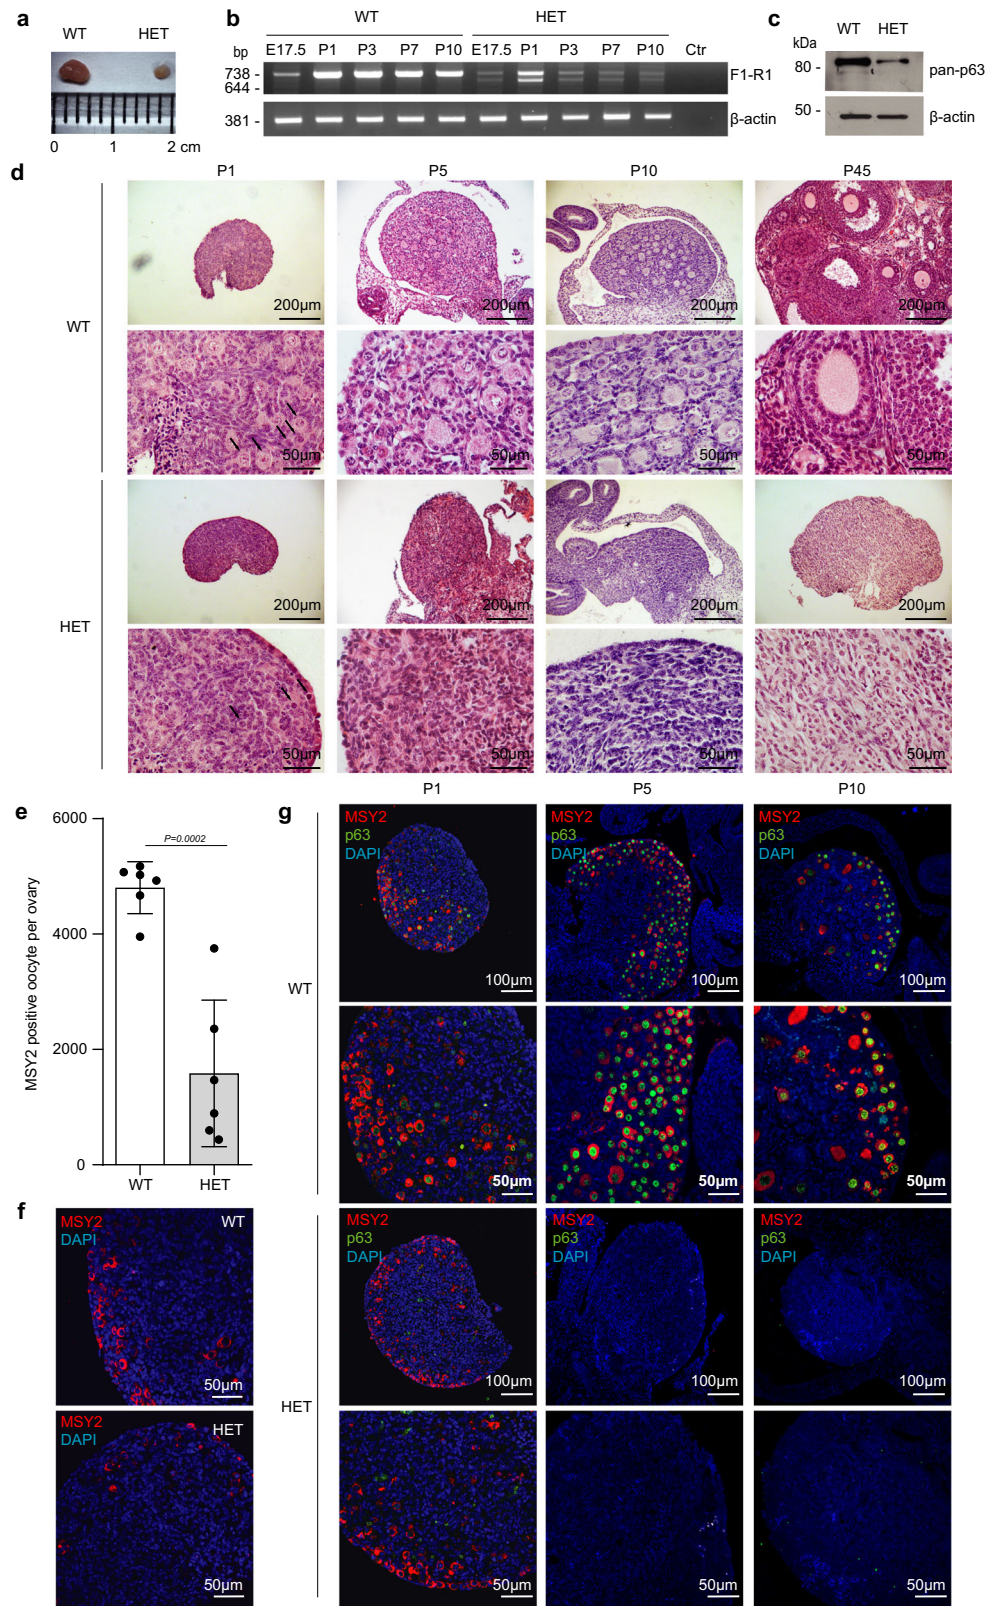 a
WT HET
0 1 2 cm
b
WT HET
bp E17.5 P1 P3 P7 P10 E17.5 P1 P3 P7 P10 Ctr
738 - F1-R1
644 -
381 - β-actin
c
WT HET
kDa
80 - pan-p63
50 - β-actin
d
P1 P5 P10 P45
WT
200µm 200µm 200µm 200µm
50µm 50µm 50µm 50µm
HET
200µm 200µm 200µm 200µm
50µm 50µm 50µm 50µm
e
MSY2 positive oocyte per ovary
6000
4000
2000
0
P=0.0002
WT HET
f
MSY2 WT
DAPI
50µm
MSY2
DAPI HET
50µm
g
P1 P5 P10
WT
MSY2 MSY2 MSY2
p63 p63 p63
DAPI DAPI DAPI
100µm 100µm 100µm
50µm 50µm 50µm
HET
MSY2 MSY2 MSY2
p63 p63 p63
DAPI DAPI DAPI
100µm 100µm 100µm
50µm 50µm 50µm